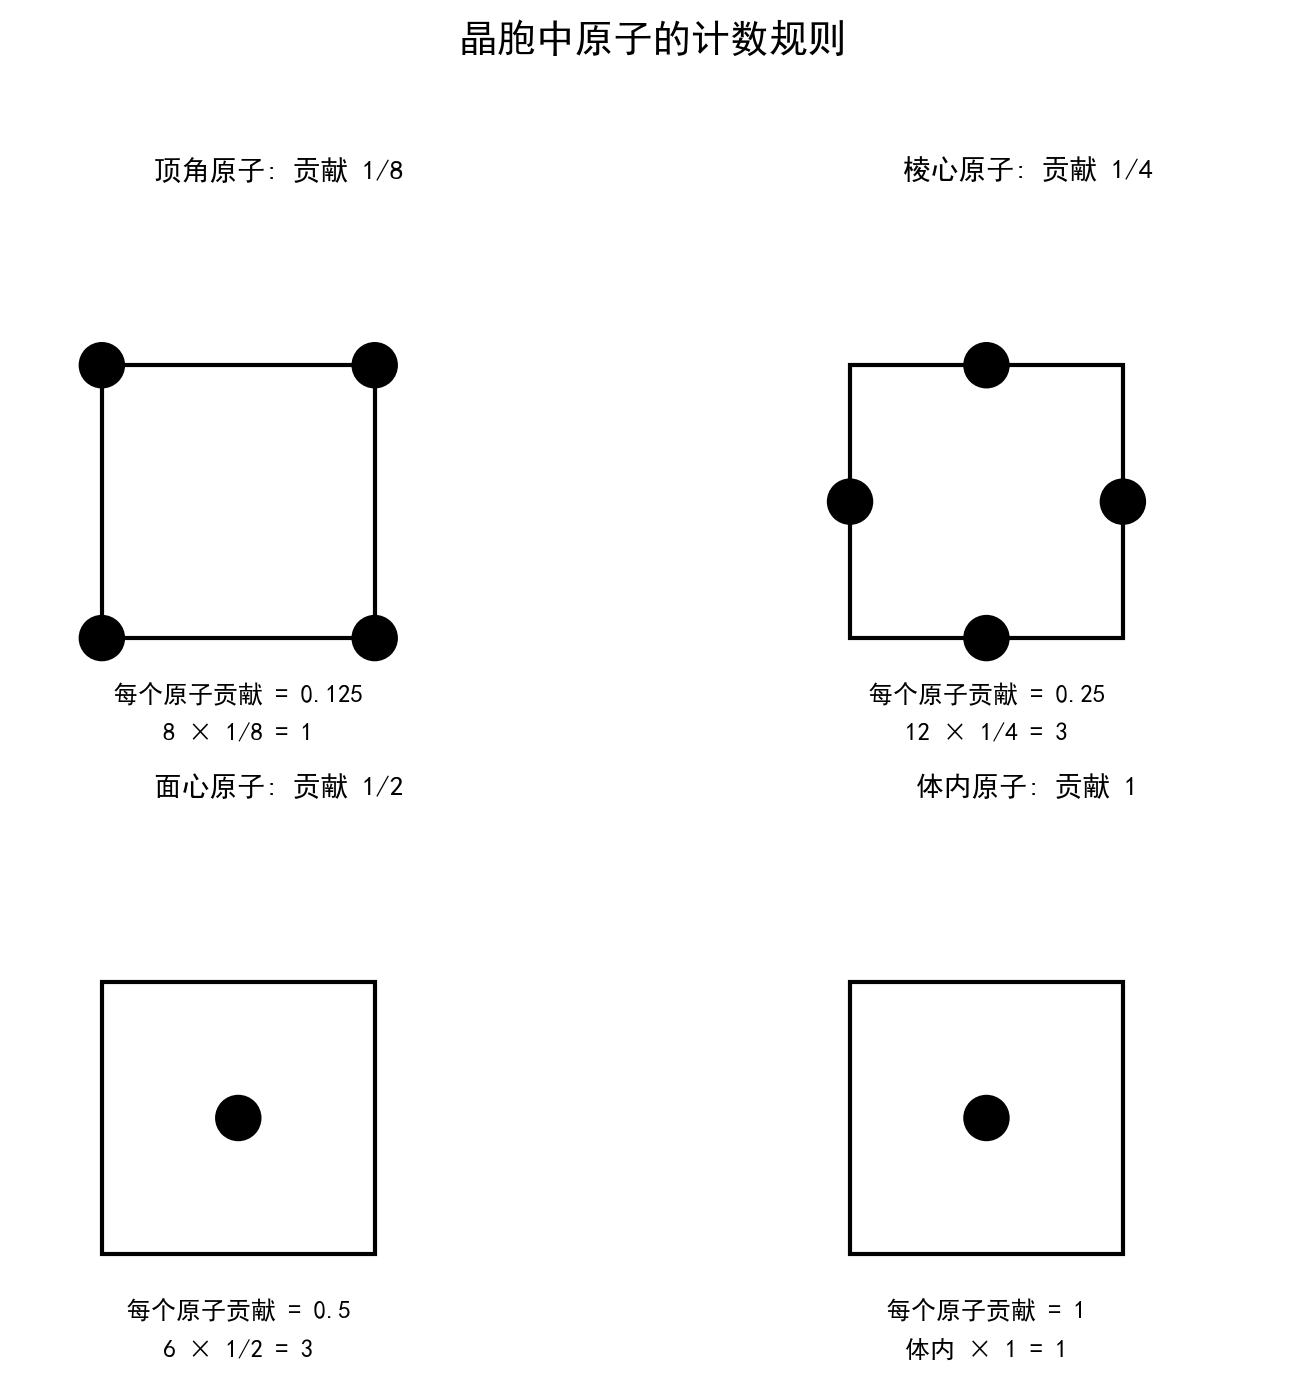 晶胞中原子的计数规则
顶角原子: 贡献 1/8
棱心原子: 贡献 1/4
每个原子贡献 = 0.125
8 × 1/8 = 1
每个原子贡献 = 0.25
12 × 1/4 = 3
面心原子: 贡献 1/2
体内原子: 贡献 1
每个原子贡献 = 0.5
6 × 1/2 = 3
每个原子贡献 = 1
体内 × 1 = 1